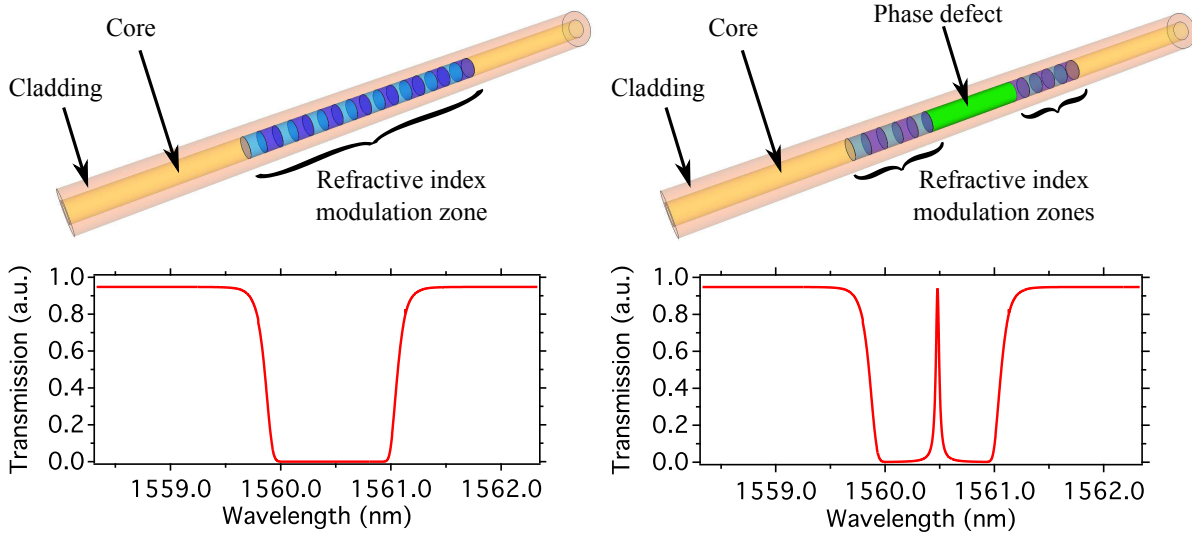 Core
Cladding
Refractive index
modulation zone
Phase defect
Core
Cladding
Refractive index
modulation zones
Transmission (a.u.)
1.0
0.8
0.6
0.4
0.2
0.0
1559.0 1560.0 1561.0 1562.0
Wavelength (nm)
Transmission (a.u.)
1.0
0.8
0.6
0.4
0.2
0.0
1559.0 1560.0 1561.0 1562.0
Wavelength (nm)